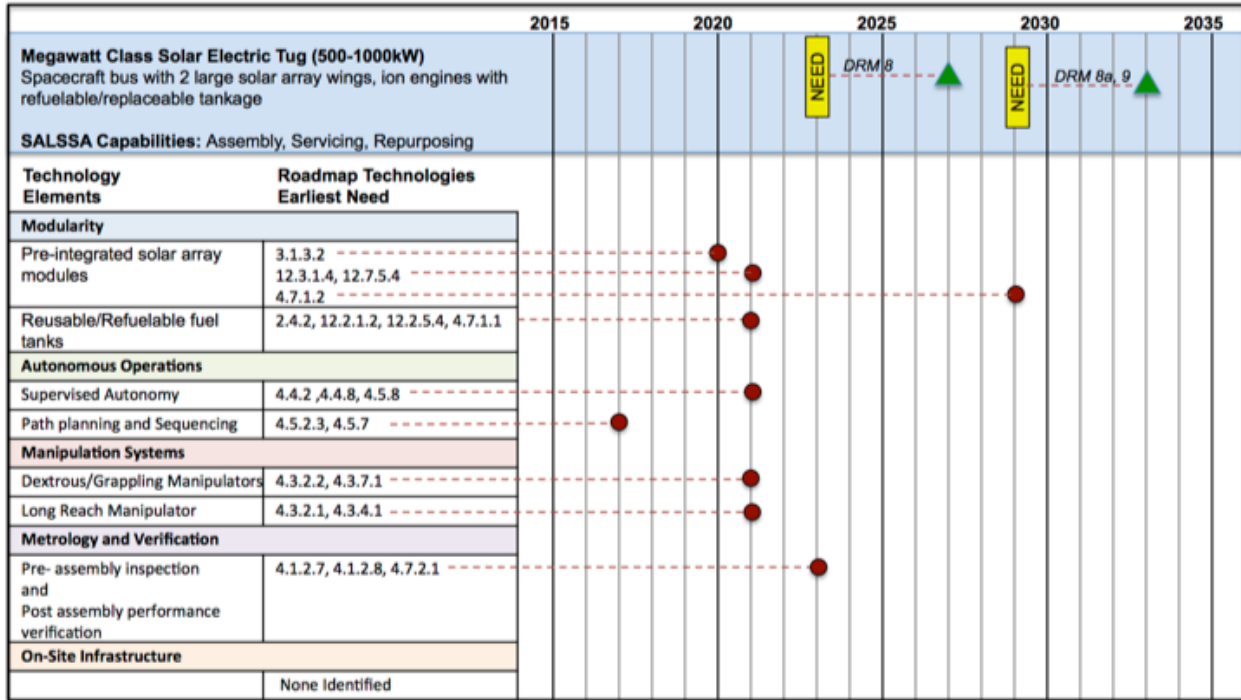 2015 2020 2025 2030 2035
Megawatt Class Solar Electric Tug (500-1000kW)
Spacecraft bus with 2 large solar array wings, ion engines with
refuelable/replaceable tankage
SALSSA Capabilities: Assembly, Servicing, Repurposing
NEED
DRM 8
NEED
DRM 8a, 9
Technology Roadmap Technologies
Elements Earliest Need
Modularity
Pre-integrated solar array 3.1.3.2
modules 12.3.1.4, 12.7.5.4
4.7.1.2
Reusable/Refuelable fuel 2.4.2, 12.2.1.2, 12.2.5.4, 4.7.1.1
tanks
Autonomous Operations
Supervised Autonomy 4.4.2 ,4.4.8, 4.5.8
Path planning and Sequencing 4.5.2.3, 4.5.7
Manipulation Systems
Dextrous/Grappling Manipulators 4.3.2.2, 4.3.7.1
Long Reach Manipulator 4.3.2.1, 4.3.4.1
Metrology and Verification
Pre- assembly inspection 4.1.2.7, 4.1.2.8, 4.7.2.1
and
Post assembly performance
verification
On-Site Infrastructure
None Identified